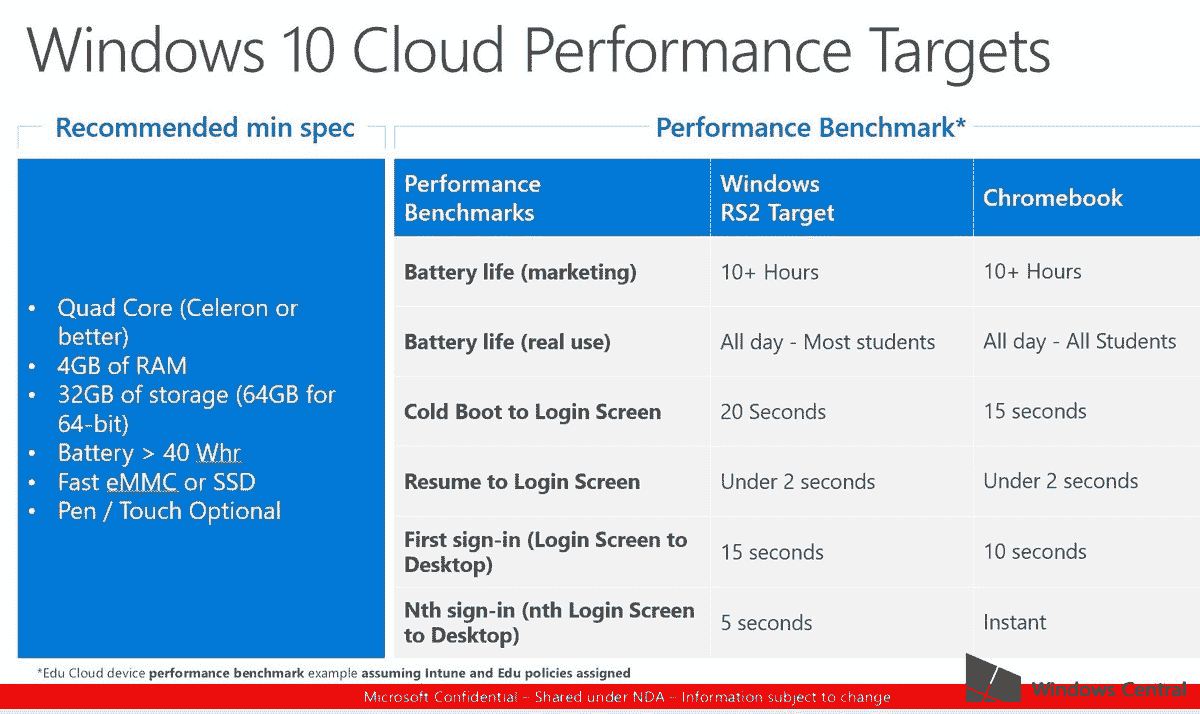 Windows 10 Cloud Performance Targets
Recommended min spec
• Quad Core (Celeron or
better)
• 4GB of RAM
• 32GB of storage (64GB for
64-bit)
• Battery > 40 Whr
• Fast eMMC or SSD
• Pen / Touch Optional
Performance Benchmark*
Performance
Benchmarks
Windows
RS2 Target
Chromebook
Battery life (marketing)
10+ Hours
10+ Hours
Battery life (real use)
All day - Most students
All day - All Students
Cold Boot to Login Screen
20 Seconds
15 seconds
Resume to Login Screen
Under 2 seconds
Under 2 seconds
First sign-in (Login Screen to
Desktop)
15 seconds
10 seconds
Nth sign-in (nth Login Screen
to Desktop)
5 seconds
Instant
*Edu Cloud device performance benchmark example assuming Intune and Edu policies assigned
Microsoft Confidential – Shared under NDA – Information subject to change
Windows Central